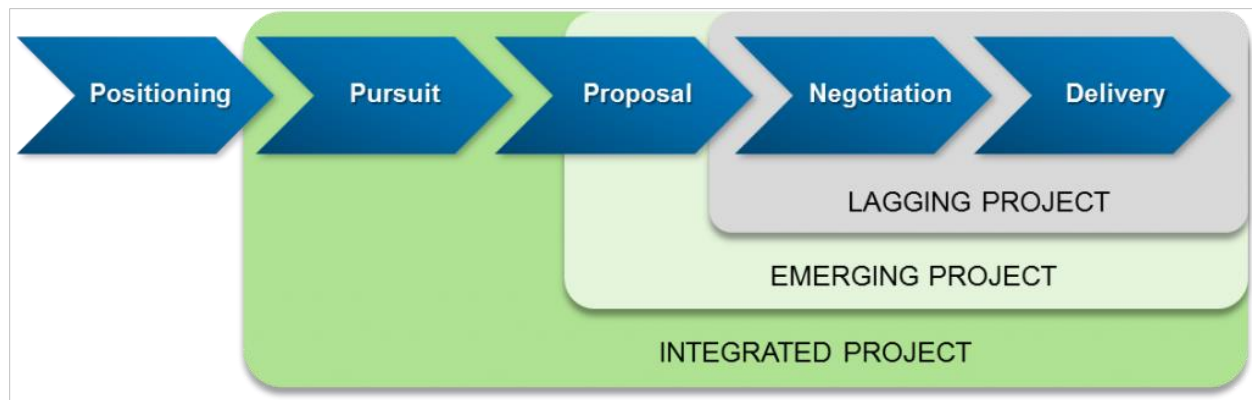 Positioning
Pursuit
Proposal
Negotiation
Delivery
LAGGING PROJECT
EMERGING PROJECT
INTEGRATED PROJECT